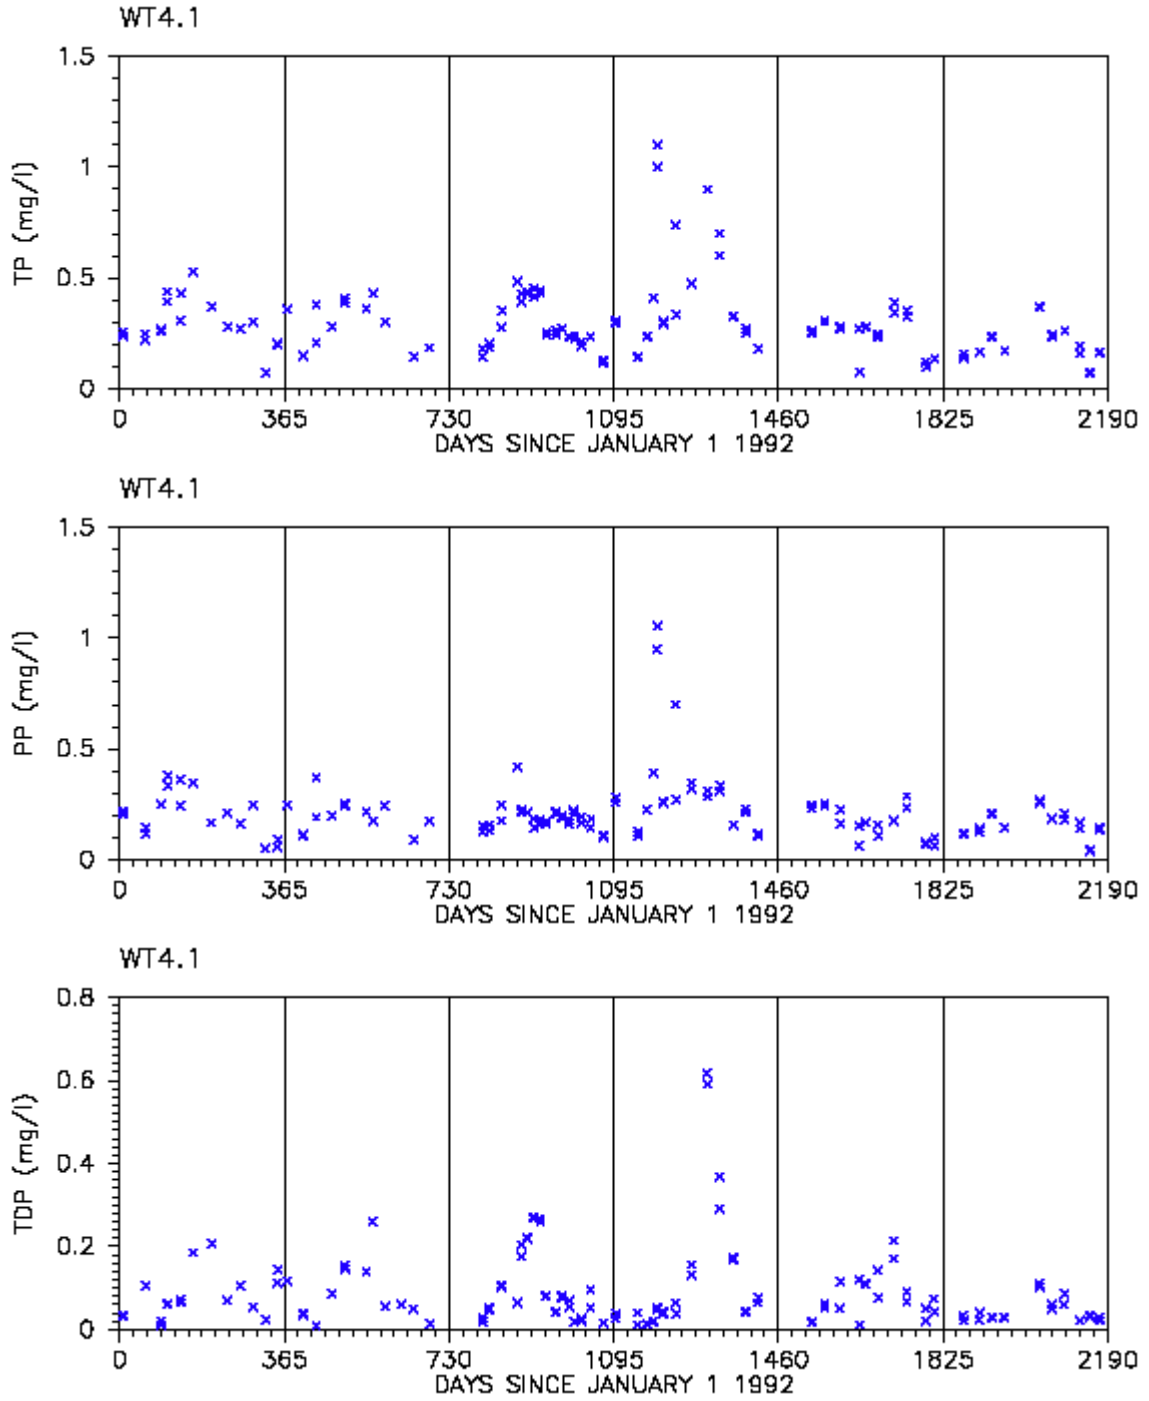 WT4.1
1.5
1
0.5
0
TP (mg/l)
0 365 730 1095 1460 1825 2190
DAYS SINCE JANUARY 1 1992
WT4.1
1.5
1
0.5
0
PP (mg/l)
0 365 730 1095 1460 1825 2190
DAYS SINCE JANUARY 1 1992
WT4.1
0.8
0.6
0.4
0.2
0
TDP (mg/l)
0 365 730 1095 1460 1825 2190
DAYS SINCE JANUARY 1 1992